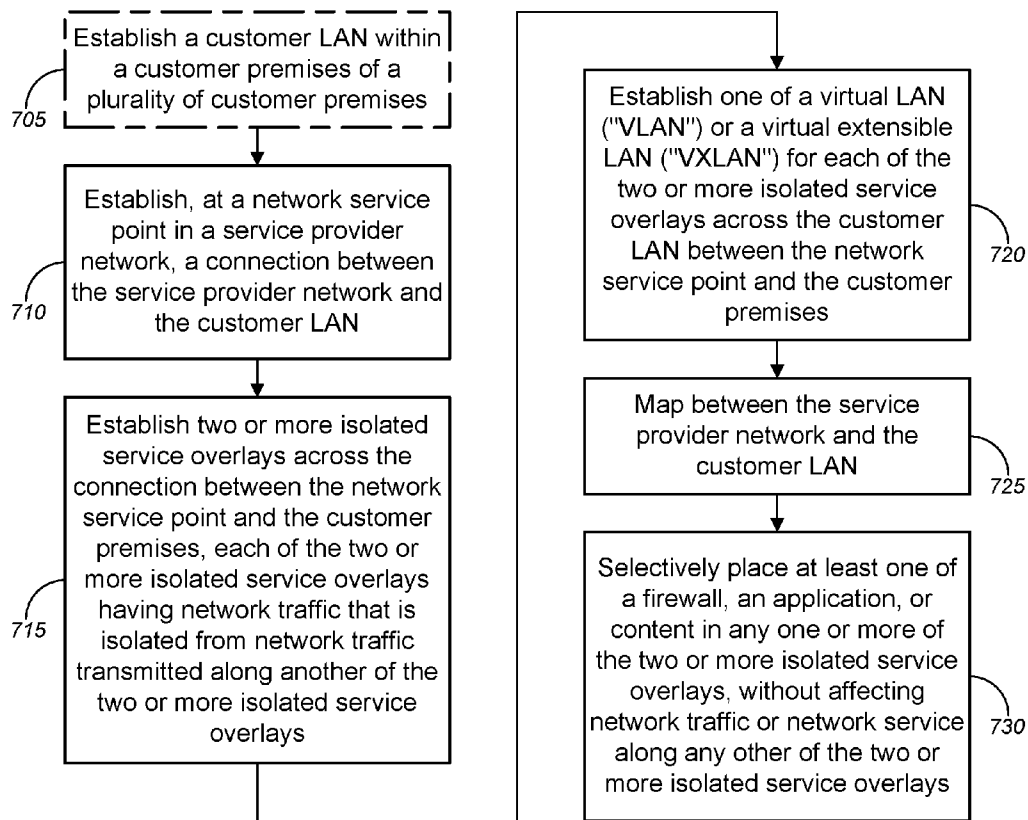 Establish a customer LAN within
a customer premises of a
plurality of customer premises
705
Establish, at a network service
point in a service provider
network, a connection between
the service provider network and
the customer LAN
710
Establish two or more isolated
service overlays across the
connection between the network
service point and the customer
premises, each of the two or
more isolated service overlays
having network traffic that is
isolated from network traffic
transmitted along another of the
two or more isolated service
overlays
715
Establish one of a virtual LAN
("VLAN") or a virtual extensible
LAN ("VXLAN") for each of the
two or more isolated service
overlays across the customer
LAN between the network
service point and the customer
premises
720
Map between the service
provider network and the
customer LAN
725
Selectively place at least one of
a firewall, an application, or
content in any one or more of
the two or more isolated service
overlays, without affecting
network traffic or network service
along any other of the two or
more isolated service overlays
730